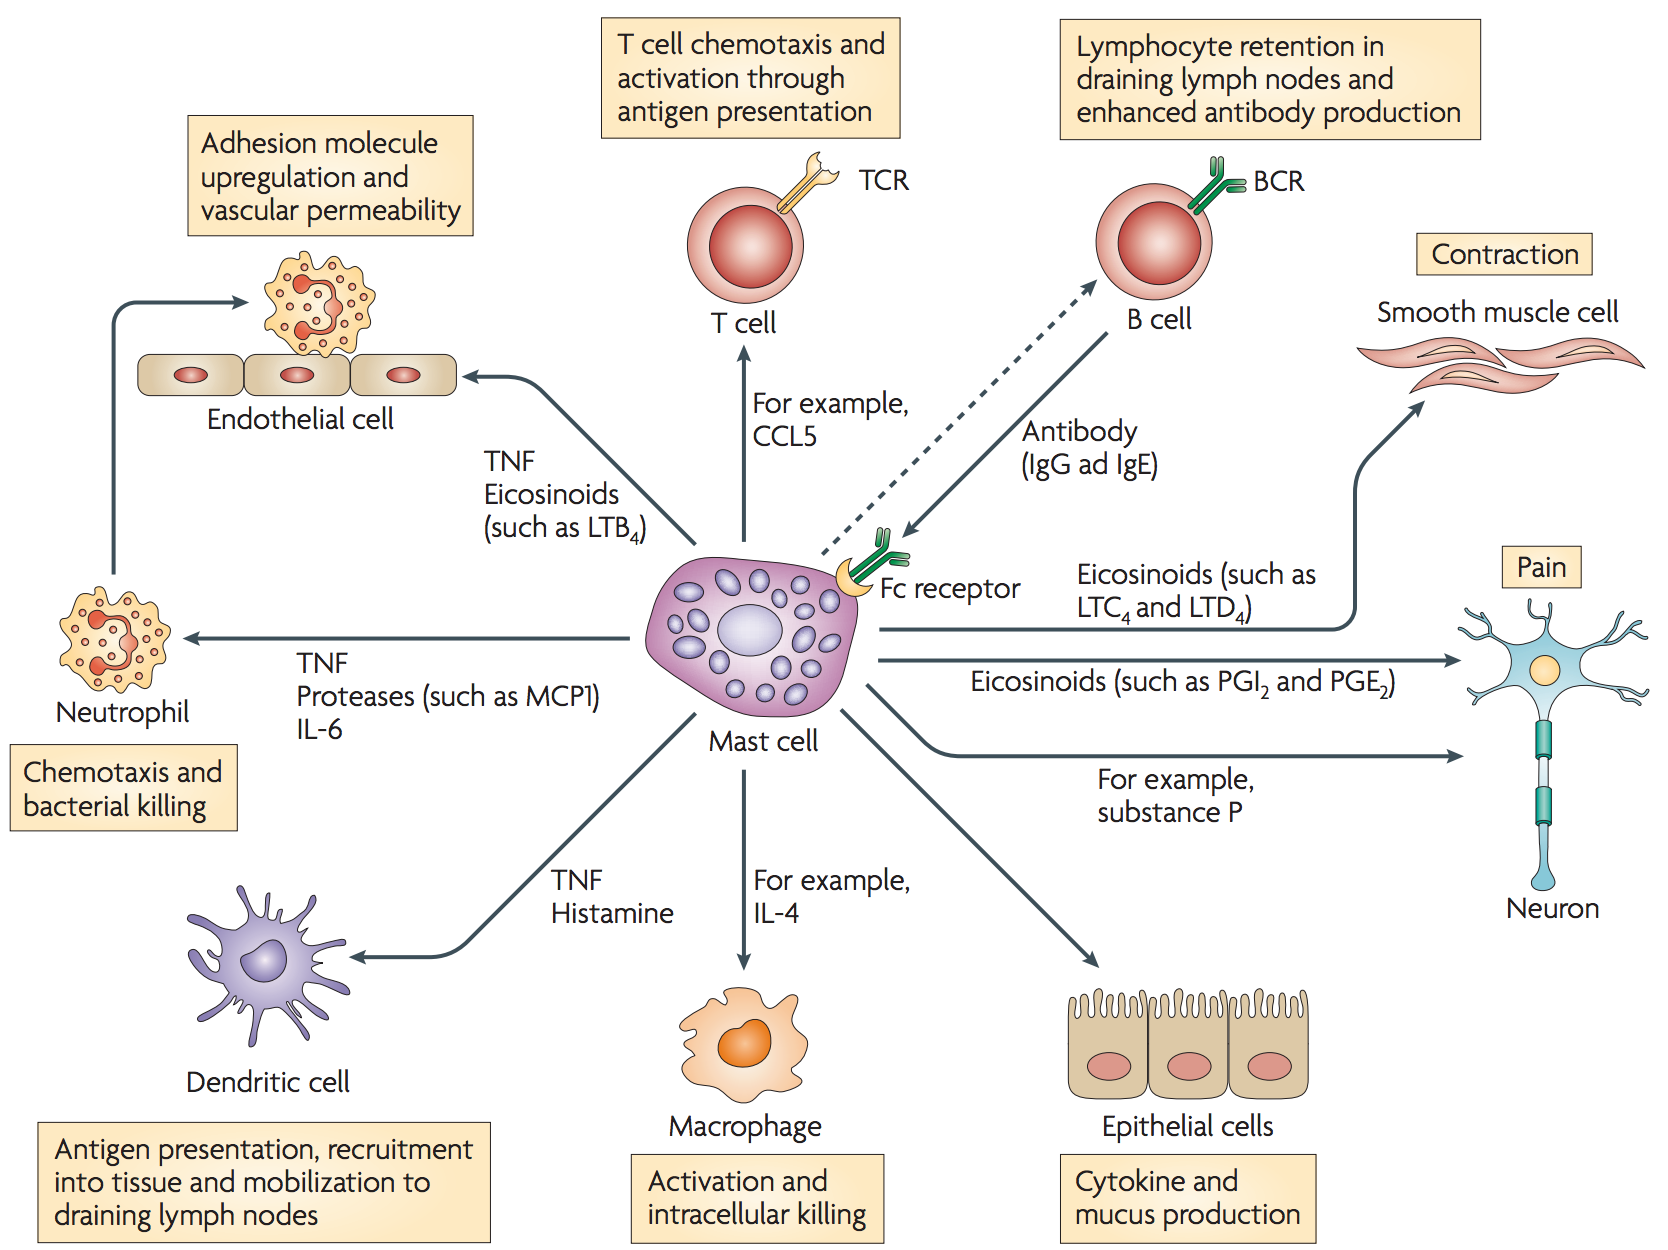 T cell chemotaxis and
activation through
antigen presentation
Lymphocyte retention in
draining lymph nodes and
enhanced antibody production
Adhesion molecule
upregulation and
vascular permeability
TCR
BCR
Contraction
Smooth muscle cell
T cell
B cell
Endothelial cell
For example,
CCL5
Antibody
(IgG ad IgE)
TNF
Eicosinoids
(such as LTB₄)
Fc receptor
Eicosinoids (such as
LTC₄ and LTD₄)
Pain
Eicosinoids (such as PGI₂ and PGE₂)
TNF
Proteases (such as MCP1)
IL-6
Neutrophil
Chemotaxis and
bacterial killing
Mast cell
For example,
substance P
TNF
Histamine
For example,
IL-4
Neuron
Dendritic cell
Antigen presentation, recruitment
into tissue and mobilization to
draining lymph nodes
Macrophage
Activation and
intracellular killing
Epithelial cells
Cytokine and
mucus production